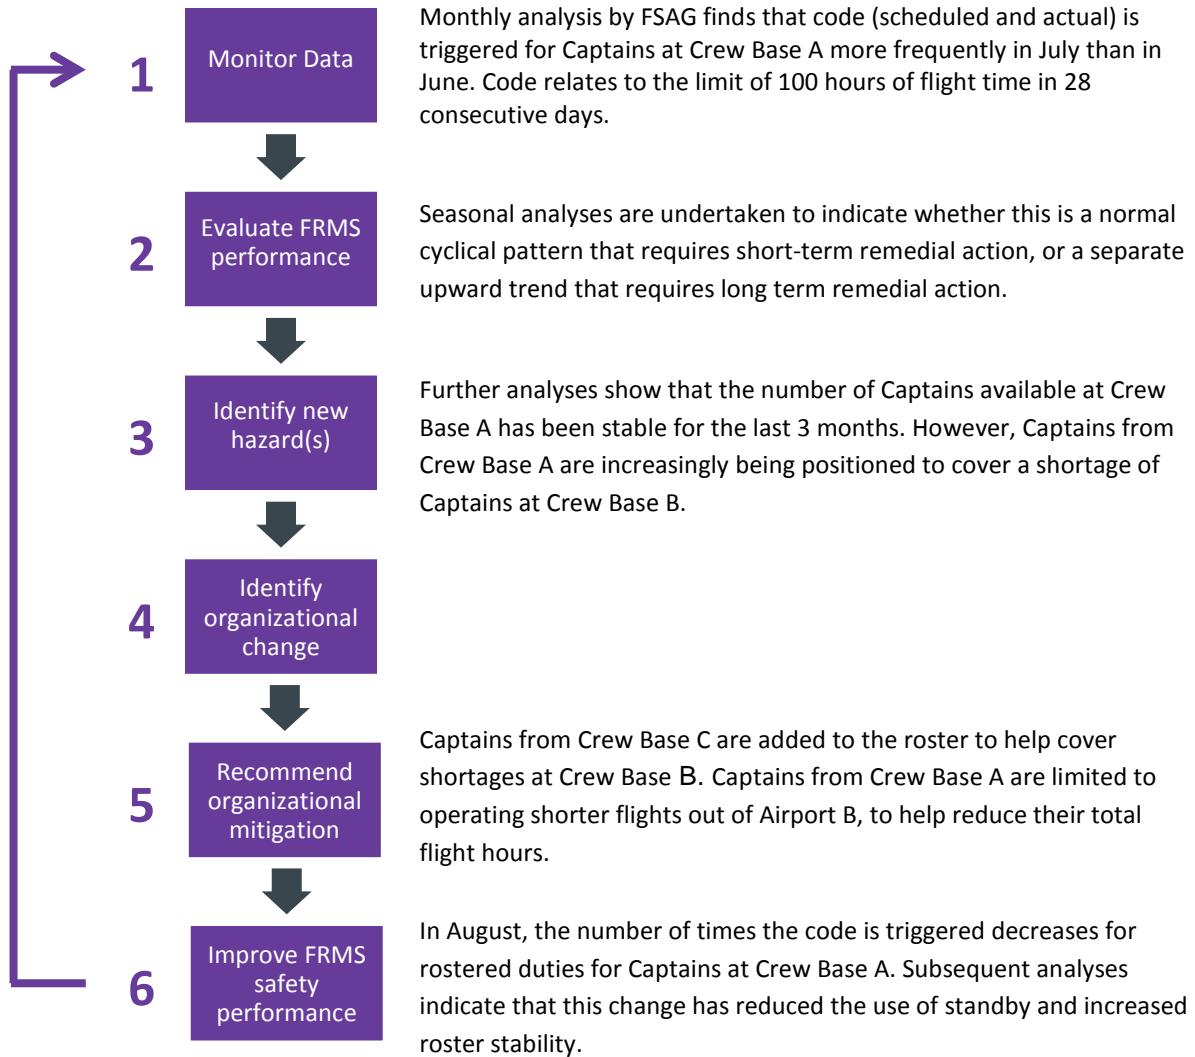 1
Monitor Data
Monthly analysis by FSAG finds that code (scheduled and actual) is
triggered for Captains at Crew Base A more frequently in July than in
June. Code relates to the limit of 100 hours of flight time in 28
consecutive days.
2
Evaluate FRMS
performance
Seasonal analyses are undertaken to indicate whether this is a normal
cyclical pattern that requires short-term remedial action, or a separate
upward trend that requires long term remedial action.
3
Identify new
hazard(s)
Further analyses show that the number of Captains available at Crew
Base A has been stable for the last 3 months. However, Captains from
Crew Base A are increasingly being positioned to cover a shortage of
Captains at Crew Base B.
4
Identify
organizational
change
5
Recommend
organizational
mitigation
Captains from Crew Base C are added to the roster to help cover
shortages at Crew Base B. Captains from Crew Base A are limited to
operating shorter flights out of Airport B, to help reduce their total
flight hours.
6
Improve FRMS
safety
performance
In August, the number of times the code is triggered decreases for
rostered duties for Captains at Crew Base A. Subsequent analyses
indicate that this change has reduced the use of standby and increased
roster stability.